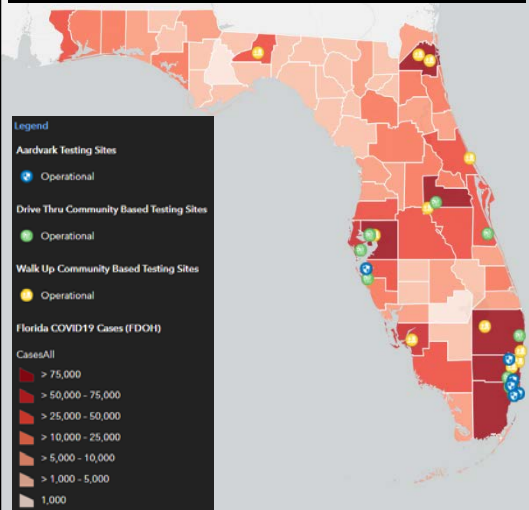 Legend
Aardvark Testing Sites
Operational
Drive Thru Community Based Testing Sites
Operational
Walk Up Community Based Testing Sites
Operational
Florida COVID19 Cases (FDOH)
CasesAll
> 75,000
> 50,000 - 75,000
> 25,000 - 50,000
> 10,000 - 25,000
> 5,000 - 10,000
> 1,000 - 5,000
1,000